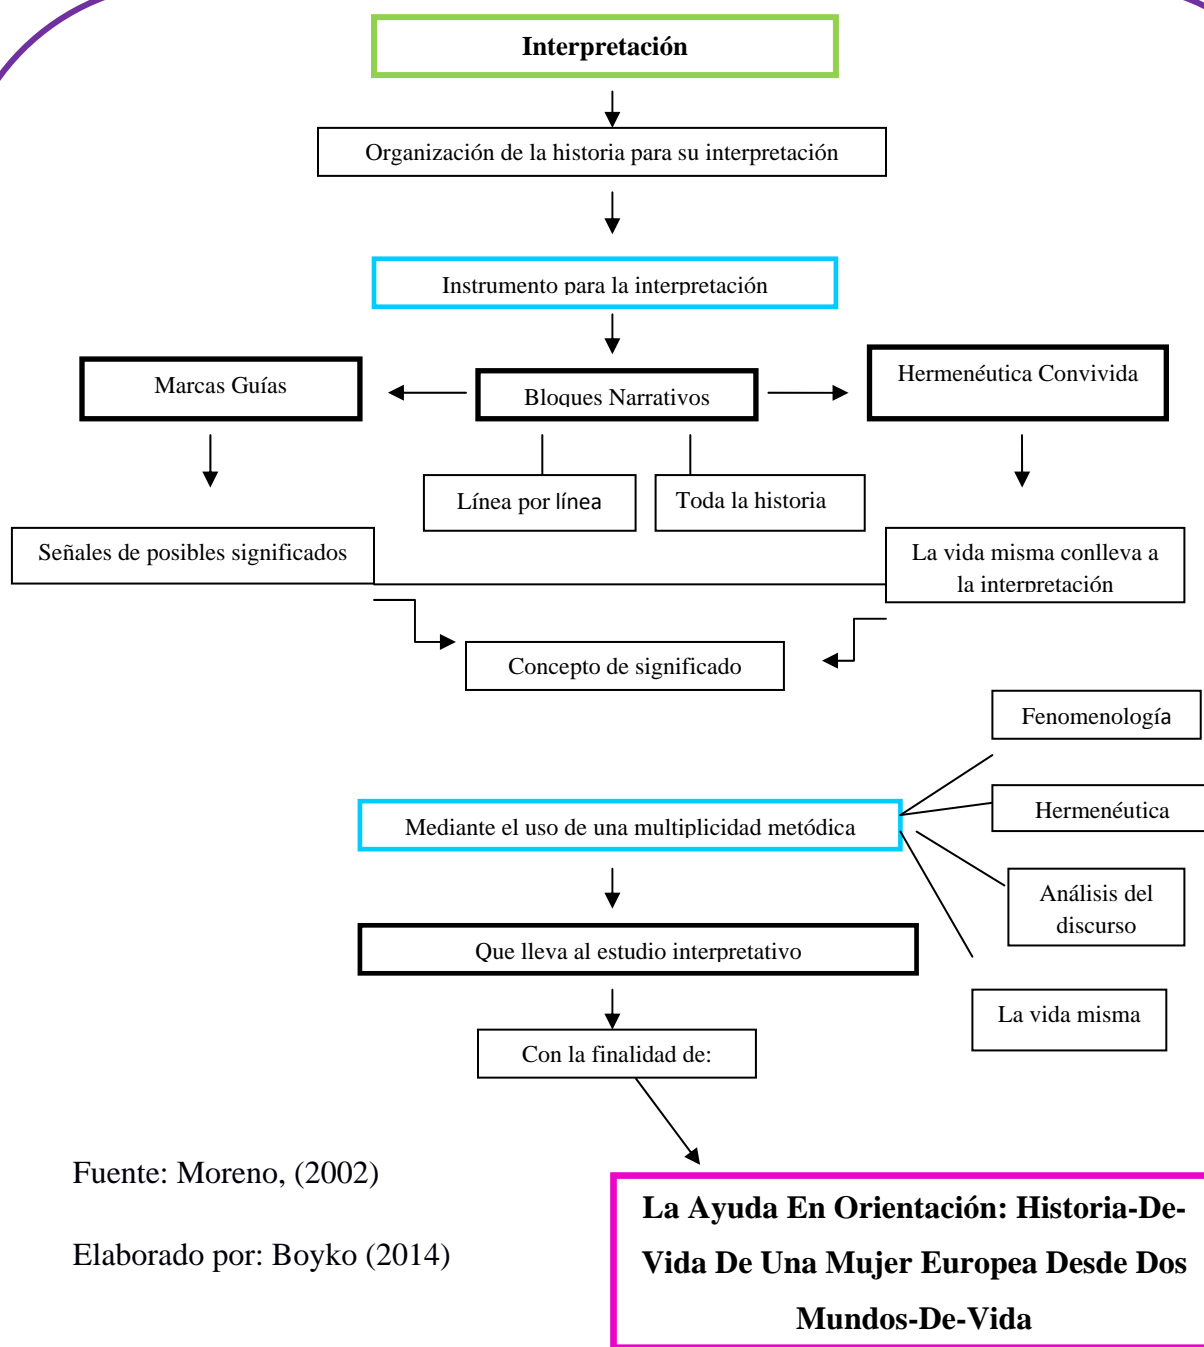 Interpretación
Organización de la historia para su interpretación
Instrumento para la interpretación
Marcas Guías
Bloques Narrativos
Hermenéutica Convivida
Línea por línea
Toda la historia
Señales de posibles significados
La vida misma conlleva a
la interpretación
Concepto de significado
Fenomenología
Mediante el uso de una multiplicidad metódica
Hermenéutica
Análisis del
discurso
Que lleva al estudio interpretativo
La vida misma
Con la finalidad de:
Fuente: Moreno, (2002)
Elaborado por: Boyko (2014)
La Ayuda En Orientación: Historia-De-
Vida De Una Mujer Europea Desde Dos
Mundos-De-Vida